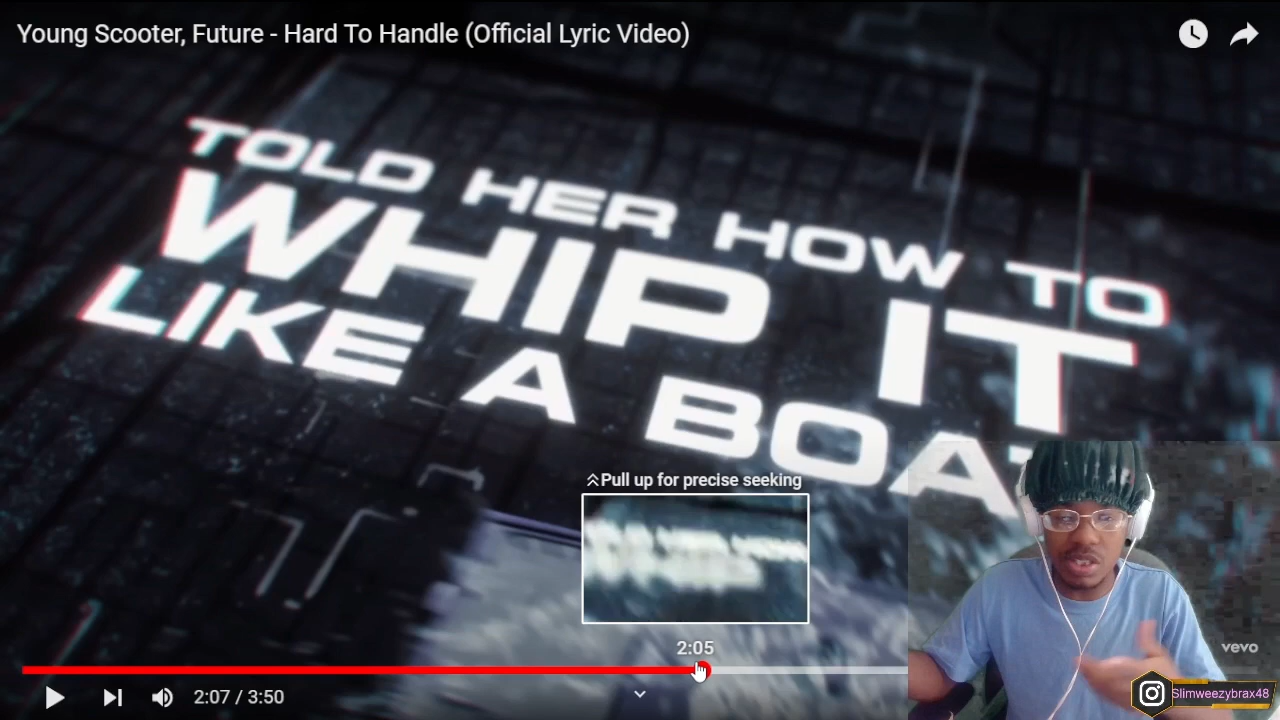 Young Scooter, Future - Hard To Handle (Official Lyric Video)
TOLD HER HOW TO
WHIP IT
LIKE A BOAT
Pull up for precise seeking
2:05
vevo
Slimweezybrax48
2:07 / 3:50